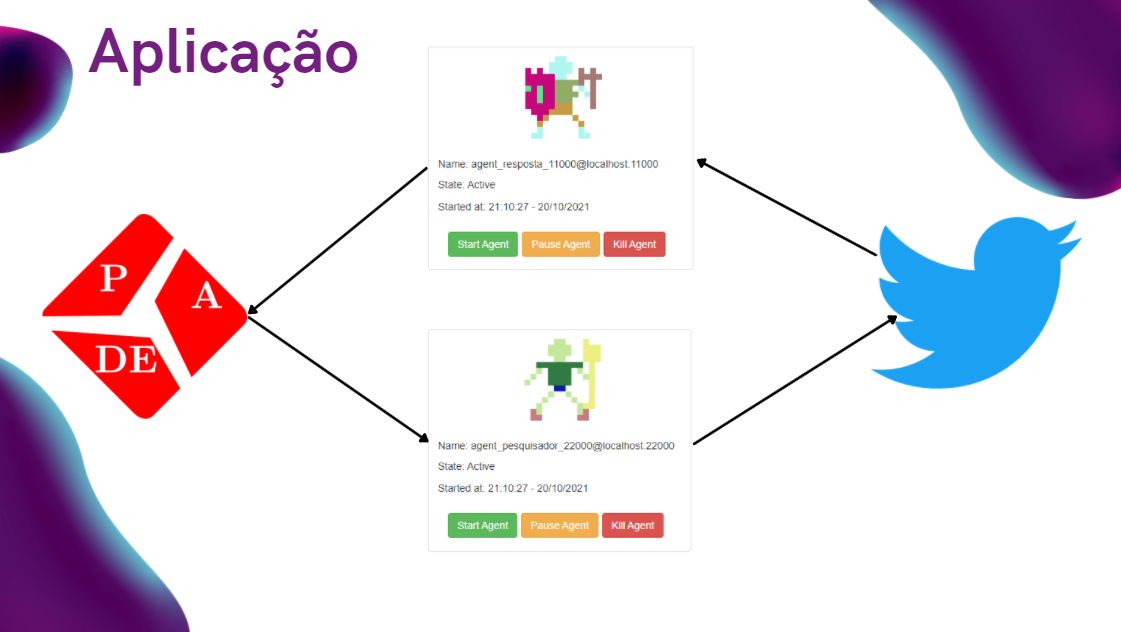 Aplicação
Name: agent_resposta_11000@localhost:11000
State: Active
Started at: 21:10:27 - 20/10/2021
Start Agent Pause Agent Kill Agent
P
A
DE
Name: agent_pesquisador_22000@localhost:22000
State: Active
Started at: 21:10:27 - 20/10/2021
Start Agent Pause Agent Kill Agent